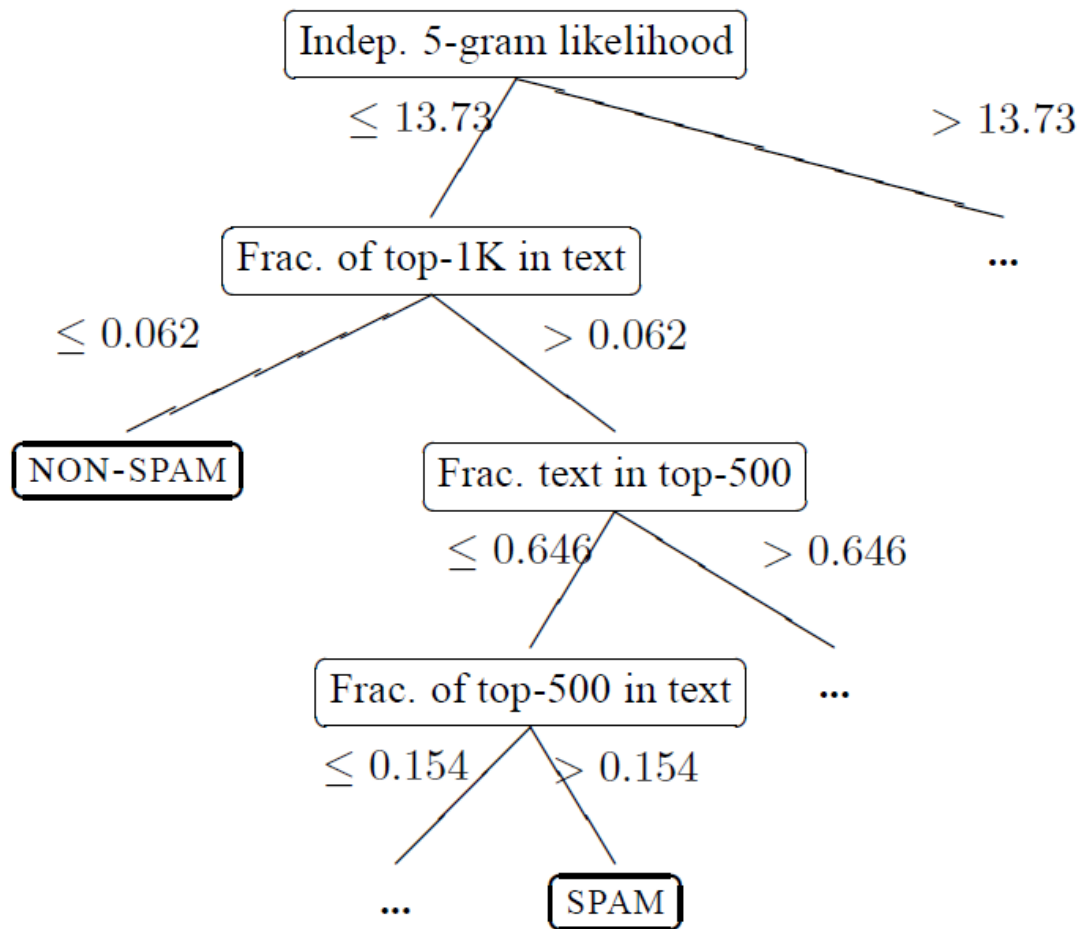 Indep. 5-gram likelihood
≤ 13.73
> 13.73
Frac. of top-1K in text
...
≤ 0.062
> 0.062
NON-SPAM
Frac. text in top-500
≤ 0.646
> 0.646
Frac. of top-500 in text
...
≤ 0.154
> 0.154
...
SPAM